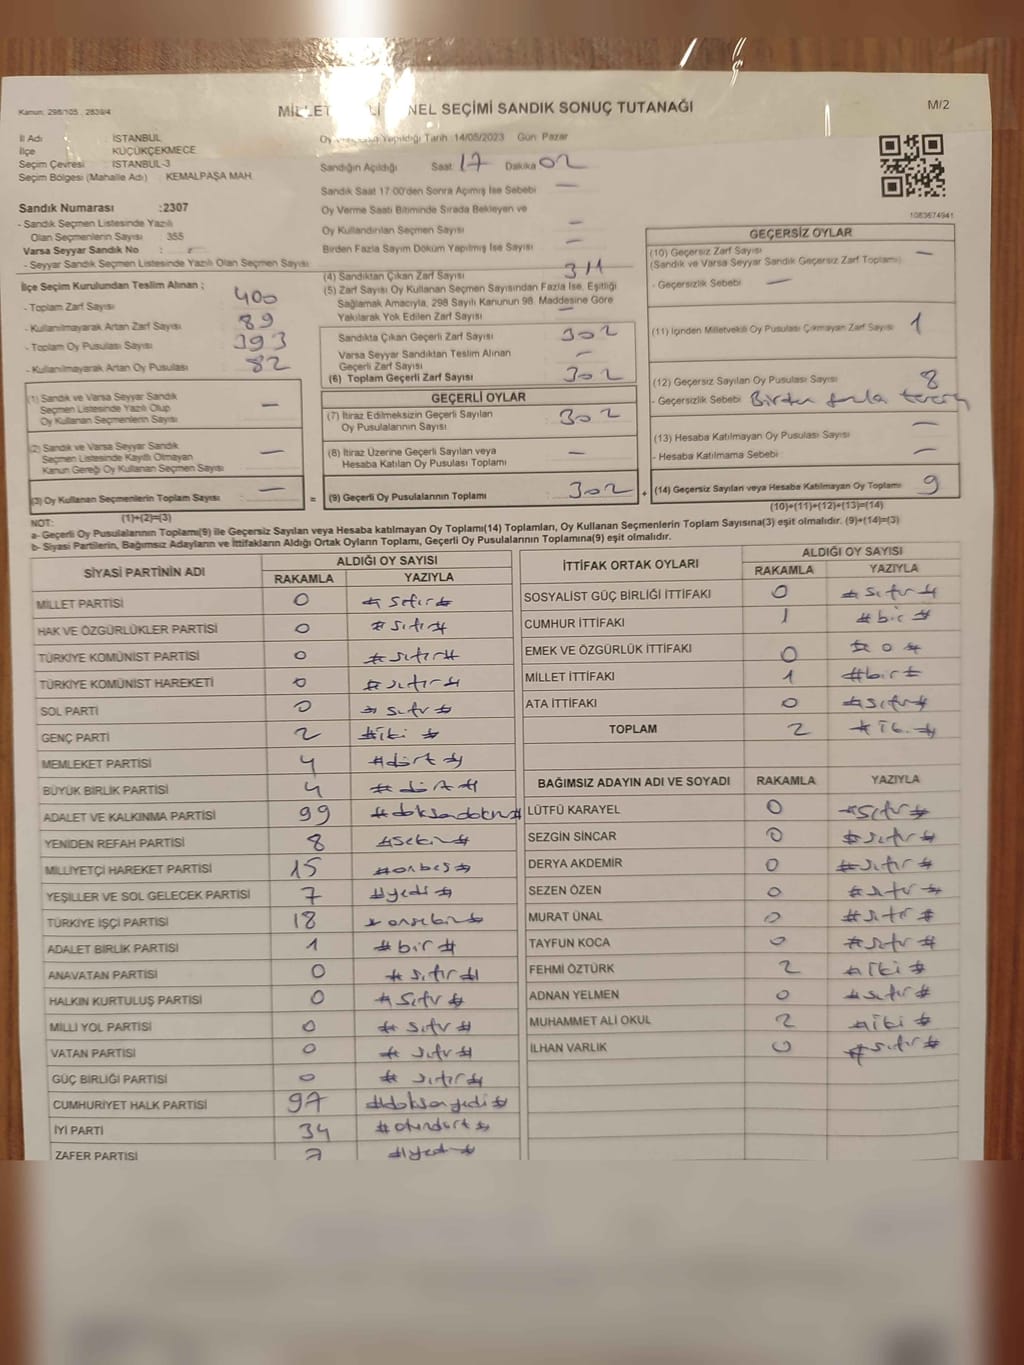 Kanun: 298/105 , 2839/4
MİLLET NEL SEÇİMİ SANDIK SONUÇ TUTANAĞI
M/2
İl Adı : İSTANBUL
İlçe : KÜÇÜKÇEKMECE
Seçim Çevresi : İSTANBUL-3
Seçim Bölgesi (Mahalle Adı) : KEMALPAŞA MAH.
Sandık Numarası :2307
- Sandık Seçmen Listesinde Yazılı
Olan Seçmenlerin Sayısı : 355
Varsa Seyyar Sandık No :
- Seyyar Sandık Seçmen Listesinde Yazılı Olan Seçmen Sayısı:
İlçe Seçim Kurulundan Teslim Alınan ;
- Toplam Zarf Sayısı : 400
- Kullanılmayarak Artan Zarf Sayısı : 89
- Toplam Oy Pusulası Sayısı : 393
- Kullanılmayarak Artan Oy Pusulası : 82
(1) Sandık ve Varsa Seyyar Sandık
Seçmen Listesinde Yazılı Olup
Oy Kullanan Seçmenlerin Sayısı) : —
(2) Sandık ve Varsa Seyyar Sandık
Seçmen Listesinde Kayıtlı Olmayan
Kanun Gereği Oy Kullanan Seçmen Sayısı : —
(3) Oy Kullanan Seçmenlerin Toplam Sayısı : —
(1)+(2)=(3)
Oy Yapıldığı Tarih :14/05/2023 Gün: Pazar
Sandığın Açıldığı Saat: 17 Dakika: 02
Sandık Saat 17:00'den Sonra Açımış İse Sebebi : —
Oy Verme Saati Bitiminde Sırada Bekleyen ve
Oy Kullandırılan Seçmen Sayısı : —
Birden Fazla Sayım Döküm Yapılmış İse Sayısı : —
(4) Sandıktan Çıkan Zarf Sayısı : 311
(5) Zarf Sayısı Oy Kullanan Seçmen Sayısından Fazla İse, Eşitliği
Sağlamak Amacıyla, 298 Sayılı Kanunun 98. Maddesine Göre
Yakılarak Yok Edilen Zarf Sayısı : —
Sandıkta Çıkan Geçerli Zarf Sayısı : 302
Varsa Seyyar Sandıktan Teslim Alınan
Geçerli Zarf Sayısı : —
(6) Toplam Geçerli Zarf Sayısı : 302
GEÇERLİ OYLAR
(7) İtiraz Edilmeksizin Geçerli Sayılan
Oy Pusulalarının Sayısı : 302
(8) İtiraz Üzerine Geçerli Sayılan veya
Hesaba Katılan Oy Pusulası Toplamı : —
= (9) Geçerli Oy Pusulalarının Toplamı : 302 +
1083674941
GEÇERSİZ OYLAR
(10) Geçersiz Zarf Sayısı : —
(Sandık ve Varsa Seyyar Sandık Geçersiz Zarf Toplamı)
- Geçersizlik Sebebi : —
(11) İçinden Milletvekili Oy Pusulası Çıkmayan Zarf Sayısı : 1
(12) Geçersiz Sayılan Oy Pusulası Sayısı : 8
- Geçersizlik Sebebi : Birden fazla tercih
(13) Hesaba Katılmayan Oy Pusulası Sayısı : —
- Hesaba Katılmama Sebebi : —
(14) Geçersiz Sayılan veya Hesaba Katılmayan Oy Toplamı : 9
(10)+(11)+(12)+(13)=(14)
NOT:
a- Geçerli Oy Pusulalarının Toplamı(9) ile Geçersiz Sayılan veya Hesaba katılmayan Oy Toplamı(14) Toplamları, Oy Kullanan Seçmenlerin Toplam Sayısına(3) eşit olmalıdır. (9)+(14)=(3)
b- Siyasi Partilerin, Bağımsız Adayların ve İttifakların Aldığı Ortak Oyların Toplamı, Geçerli Oy Pusulalarının Toplamına(9) eşit olmalıdır.
SİYASİ PARTİNİN ADI ALDIĞI OY SAYISI
RAKAMLA YAZIYLA
MİLLET PARTİSİ 0 # sıfır #
HAK VE ÖZGÜRLÜKLER PARTİSİ 0 # sıfır #
TÜRKİYE KOMÜNİST PARTİSİ 0 # sıfır #
TÜRKİYE KOMÜNİST HAREKETİ 0 # sıfır #
SOL PARTİ 0 # sıfır #
GENÇ PARTİ 2 # iki #
MEMLEKET PARTİSİ 4 # dört #
BÜYÜK BİRLİK PARTİSİ 4 # dört #
ADALET VE KALKINMA PARTİSİ 99 # doksandokuz #
YENİDEN REFAH PARTİSİ 8 # sekiz #
MİLLİYETÇİ HAREKET PARTİSİ 15 # onbeş #
YEŞİLLER VE SOL GELECEK PARTİSİ 7 # yedi #
TÜRKİYE İŞÇİ PARTİSİ 18 # onsekiz #
ADALET BİRLİK PARTİSİ 1 # bir #
ANAVATAN PARTİSİ 0 # sıfır #
HALKIN KURTULUŞ PARTİSİ 0 # sıfır #
MİLLİ YOL PARTİSİ 0 # sıfır #
VATAN PARTİSİ 0 # sıfır #
GÜÇ BİRLİĞİ PARTİSİ 0 # sıfır #
CUMHURİYET HALK PARTİSİ 97 # doksanyedi #
İYİ PARTİ 34 # otuzdört #
ZAFER PARTİSİ 7 # yedi #
İTTİFAK ORTAK OYLARI ALDIĞI OY SAYISI
RAKAMLA YAZIYLA
SOSYALİST GÜÇ BİRLİĞİ İTTİFAKI 0 # sıfır #
CUMHUR İTTİFAKI 1 # bir #
EMEK VE ÖZGÜRLÜK İTTİFAKI 0 # 0 #
MİLLET İTTİFAKI 1 # bir #
ATA İTTİFAKI 0 # sıfır #
TOPLAM 2 # iki #
BAĞIMSIZ ADAYIN ADI VE SOYADI RAKAMLA YAZIYLA
LÜTFÜ KARAYEL 0 # sıfır #
SEZGİN SİNCAR 0 # sıfır #
DERYA AKDEMİR 0 # sıfır #
SEZEN ÖZEN 0 # sıfır #
MURAT ÜNAL 0 # sıfır #
TAYFUN KOCA 0 # sıfır #
FEHMİ ÖZTÜRK 2 # iki #
ADNAN YELMEN 0 # sıfır #
MUHAMMET ALİ OKUL 2 # iki #
İLHAN VARLIK 0 # sıfır #